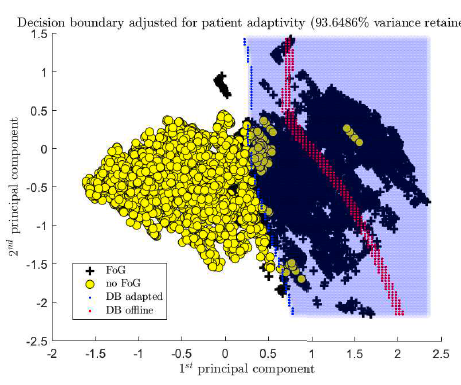 Decision boundary adjusted for patient adaptivity (93.6486% variance retaine
1.5
1
0.5
0
-0.5
-1
-1.5
-2
-2.5
2nd principal component
FoG
no FoG
DB adapted
DB offline
-2 -1.5 -1 -0.5 0 0.5 1 1.5 2 2.5
1st principal component